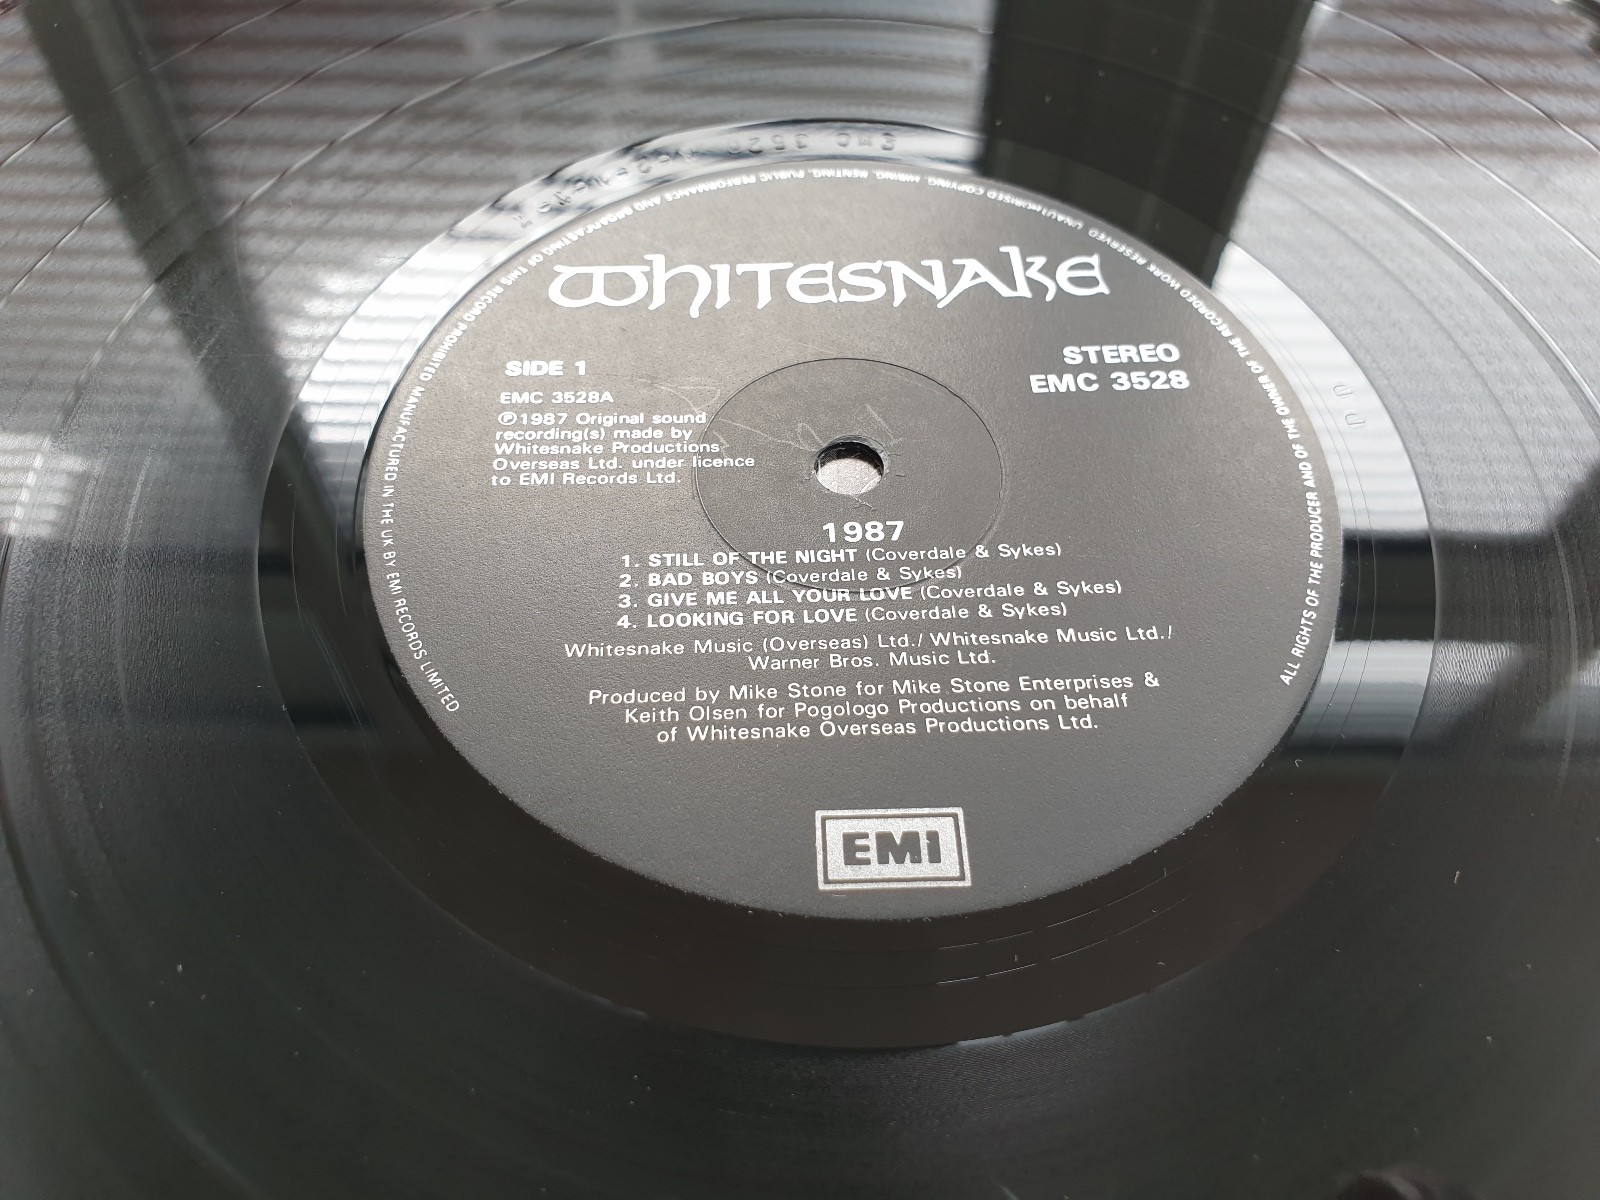 WHITESNAKE
SIDE 1
EMC 3528A
Ⓟ1987 Original sound
recording(s) made by
Whitesnake Productions
Overseas Ltd. under licence
to EMI Records Ltd.
STEREO
EMC 3528
1987
1. STILL OF THE NIGHT (Coverdale & Sykes)
2. BAD BOYS (Coverdale & Sykes)
3. GIVE ME ALL YOUR LOVE (Coverdale & Sykes)
4. LOOKING FOR LOVE (Coverdale & Sykes)
Whitesnake Music (Overseas) Ltd./Whitesnake Music Ltd./
Warner Bros. Music Ltd.
Produced by Mike Stone for Mike Stone Enterprises &
Keith Olsen for Pogologo Productions on behalf
of Whitesnake Overseas Productions Ltd.
EMI
ALL RIGHTS OF THE PRODUCER AND OF THE OWNER OF THE RECORDED WORK RESERVED UNAUTHORISED COPYING, HIRING, RENTING, PUBLIC PERFORMANCE AND BROADCASTING OF THIS RECORD PROHIBITED MANUFACTURED IN THE UK BY EMI RECORDS LIMITED
EMC 3528